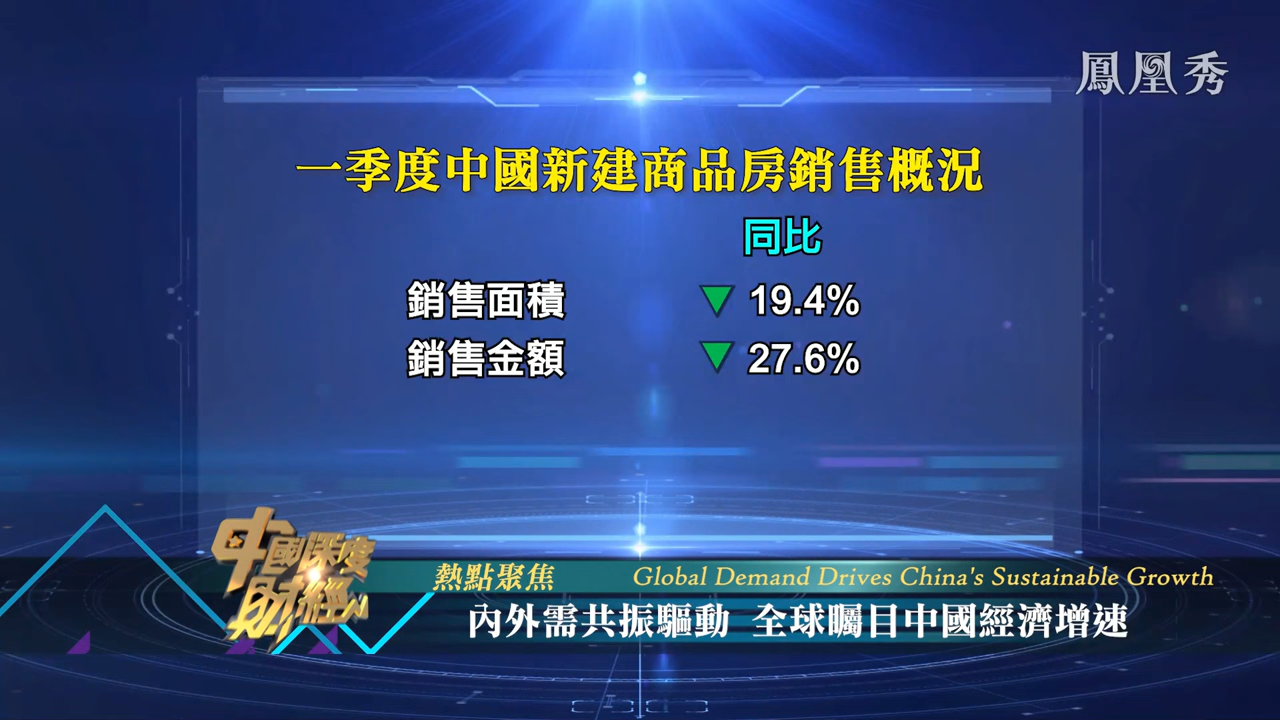 鳳凰秀
一季度中國新建商品房銷售概況
同比
銷售面積 ▼ 19.4%
銷售金額 ▼ 27.6%
中國深度
財經
熱點聚焦 Global Demand Drives China's Sustainable Growth
內外需共振驅動 全球矚目中國經濟增速